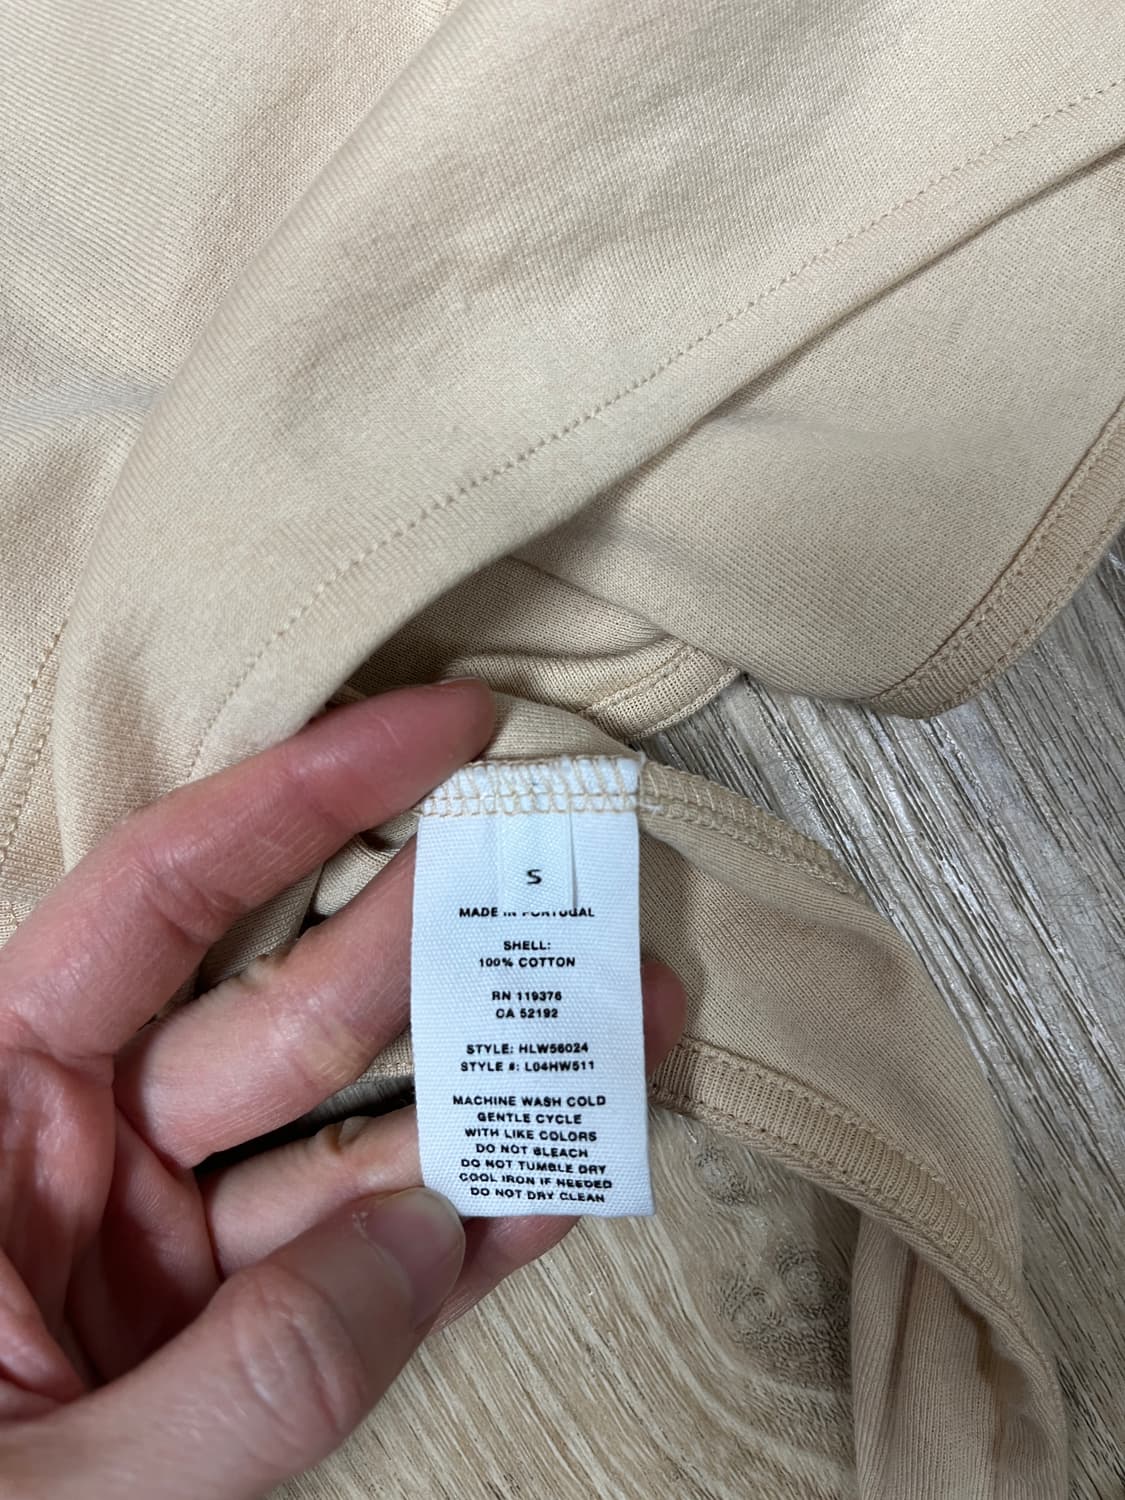 S
MADE IN PORTUGAL
SHELL:
100% COTTON
RN 119376
CA 52192
STYLE: HLW56024
STYLE #: L04HW511
MACHINE WASH COLD
GENTLE CYCLE
WITH LIKE COLORS
DO NOT BLEACH
DO NOT TUMBLE DRY
COOL IRON IF NEEDED
DO NOT DRY CLEAN